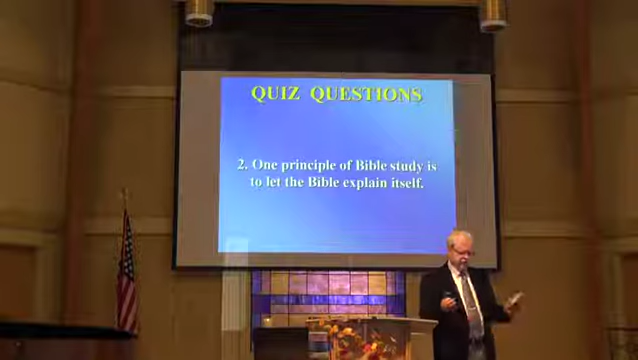 QUIZ QUESTIONS
2. One principle of Bible study is
to let the Bible explain itself.